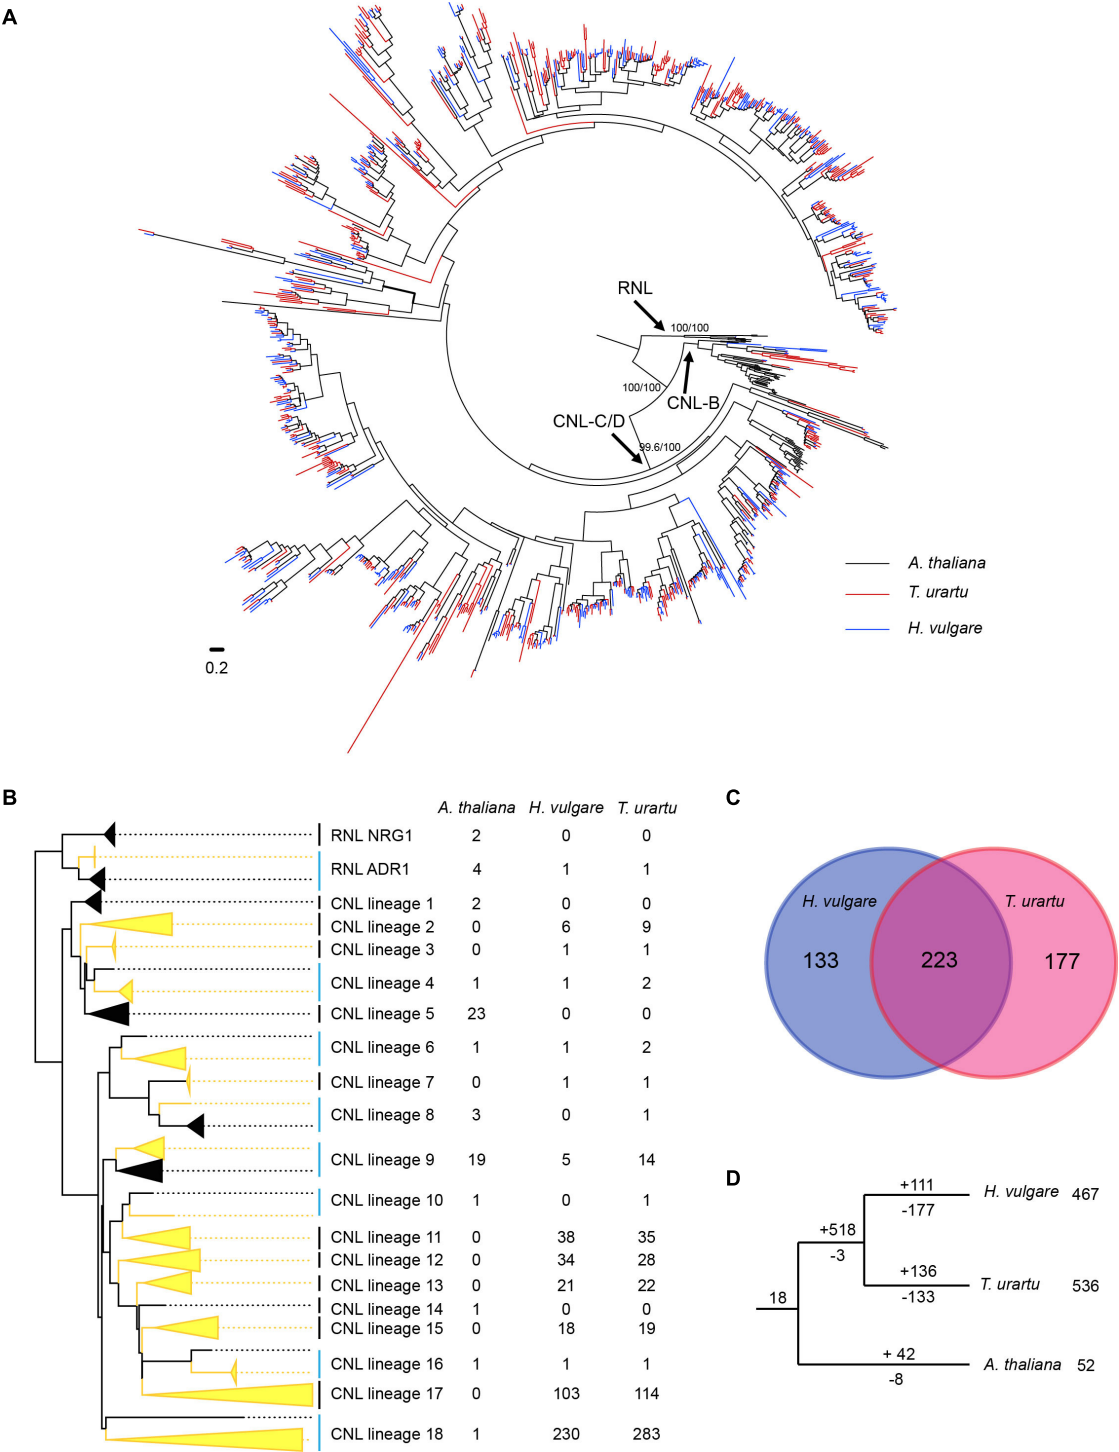 A
RNL
100/100
100/100
CNL-B
CNL-C/D
99.6/100
A. thaliana
T. urartu
H. vulgare
0.2
B
A. thaliana H. vulgare T. urartu
RNL NRG1 2 0 0
RNL ADR1 4 1 1
CNL lineage 1 2 0 0
CNL lineage 2 0 6 9
CNL lineage 3 0 1 1
CNL lineage 4 1 1 2
CNL lineage 5 23 0 0
CNL lineage 6 1 1 2
CNL lineage 7 0 1 1
CNL lineage 8 3 0 1
CNL lineage 9 19 5 14
CNL lineage 10 1 0 1
CNL lineage 11 0 38 35
CNL lineage 12 0 34 28
CNL lineage 13 0 21 22
CNL lineage 14 1 0 0
CNL lineage 15 0 18 19
CNL lineage 16 1 1 1
CNL lineage 17 0 103 114
CNL lineage 18 1 230 283
C
H. vulgare T. urartu
133 223 177
D
+111
H. vulgare 467
-177
+518
-3
+136
T. urartu 536
-133
18
+ 42
A. thaliana 52
-8